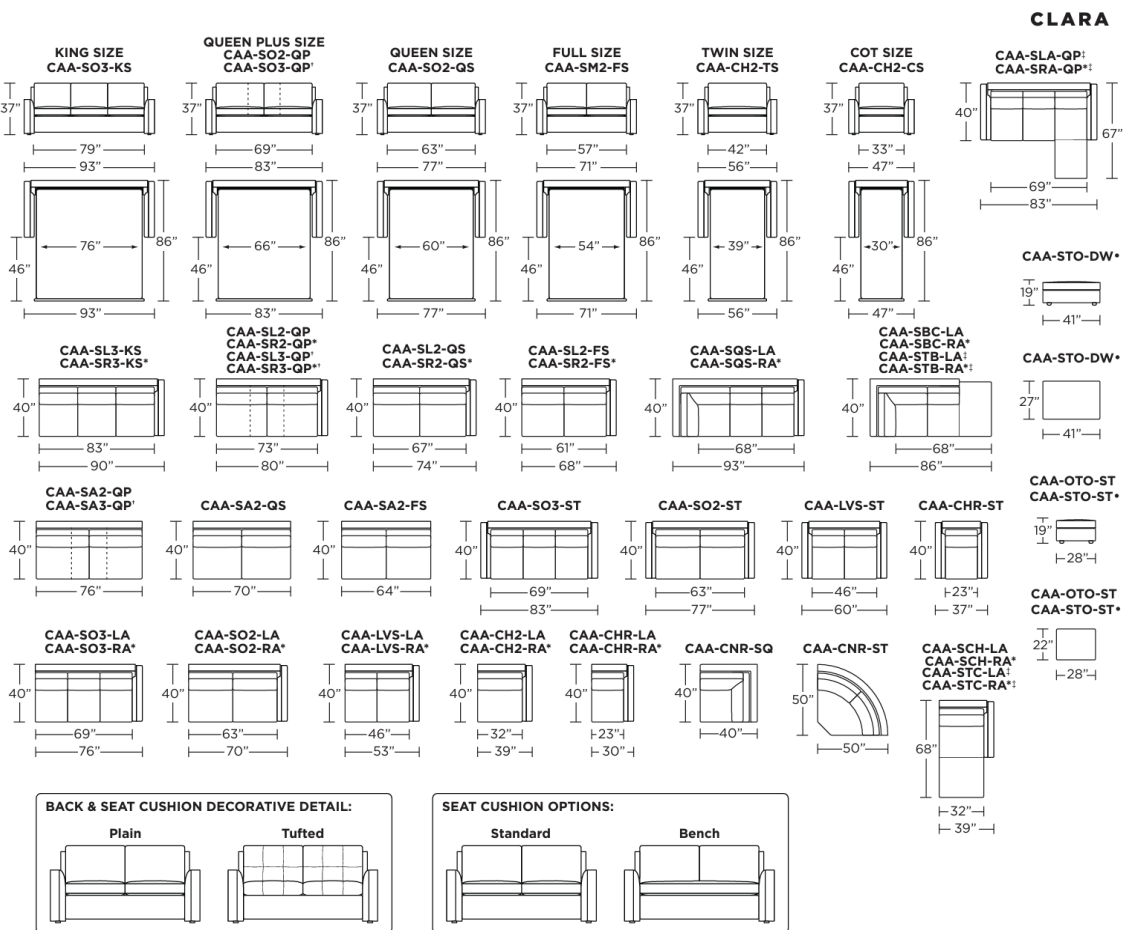 CLARA
KING SIZE
CAA-SO3-KS
QUEEN PLUS SIZE
CAA-SO2-QP
CAA-SO3-QP†
QUEEN SIZE
CAA-SO2-QS
FULL SIZE
CAA-SM2-FS
TWIN SIZE
CAA-CH2-TS
COT SIZE
CAA-CH2-CS
CAA-SLA-QP‡
CAA-SRA-QP*‡
37” 37” 37” 37” 37” 37” 40” 67”
79” 69” 63” 57” 42” 33”
93” 83” 77” 71” 56” 47”
69”
83”
76” 86” 66” 86” 60” 86” 54” 86” 39” 86” 30” 86”
46” 46” 46” 46” 46” 46”
93” 83” 77” 71” 56” 47”
CAA-STO-DW•
19”
41”
CAA-SL3-KS
CAA-SR3-KS*
CAA-SL2-QP
CAA-SR2-QP*
CAA-SL3-QP†
CAA-SR3-QP*†
CAA-SL2-QS
CAA-SR2-QS*
CAA-SL2-FS
CAA-SR2-FS*
CAA-SQS-LA
CAA-SQS-RA*
CAA-SBC-LA
CAA-SBC-RA*
CAA-STB-LA‡
CAA-STB-RA*‡
CAA-STO-DW•
40” 40” 40” 40” 40” 40” 27”
41”
83” 73” 67” 61” 68” 68”
90” 80” 74” 68” 93” 86”
CAA-SA2-QP
CAA-SA3-QP†
CAA-SA2-QS
CAA-SA2-FS
CAA-SO3-ST
CAA-SO2-ST
CAA-LVS-ST
CAA-CHR-ST
CAA-OTO-ST
CAA-STO-ST•
40” 40” 40” 40” 40” 40” 40” 19”
28”
76” 70” 64” 69” 63” 46” 23”
83” 77” 60” 37”
CAA-OTO-ST
CAA-STO-ST•
22”
28”
CAA-SO3-LA
CAA-SO3-RA*
CAA-SO2-LA
CAA-SO2-RA*
CAA-LVS-LA
CAA-LVS-RA*
CAA-CH2-LA
CAA-CH2-RA*
CAA-CHR-LA
CAA-CHR-RA*
CAA-CNR-SQ
CAA-CNR-ST
CAA-SCH-LA
CAA-SCH-RA*
CAA-STC-LA‡
CAA-STC-RA*‡
40” 40” 40” 40” 40” 40” 50” 68”
69” 63” 46” 32” 23” 40” 50”
76” 70” 53” 39” 30”
32”
39”
BACK & SEAT CUSHION DECORATIVE DETAIL:
Plain Tufted
SEAT CUSHION OPTIONS:
Standard Bench